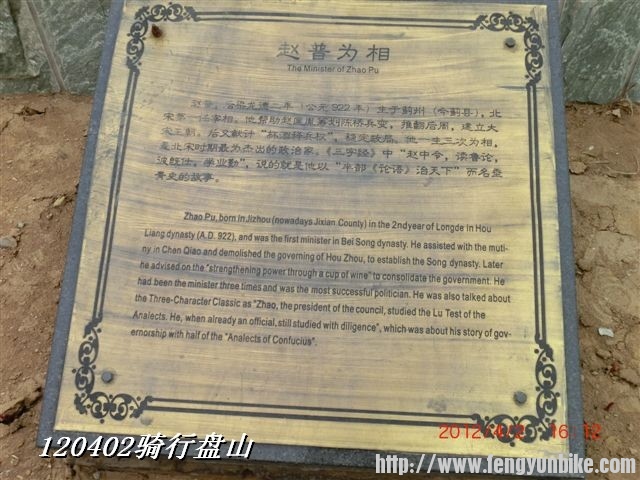 赵普为相
The Minister of Zhao Pu
赵普，后梁龙德二年（公元922年）生于蓟州（今蓟县），北
宋第一任宰相。他帮助赵匡胤筹划陈桥兵变，推翻后周，建立大
宋王朝。后又献计“杯酒释兵权”，稳定政局。他一生三次为相，
是北宋时期最为杰出的政治家。《三字经》中“赵中令，读鲁论，
彼既仕，学业勤”，说的就是他以“半部《论语》治天下”而名垂
青史的故事。
Zhao Pu, born in Jizhou (nowadays Jixian County) in the 2ndyear of Longde in Hou
Liang dynasty (A.D. 922), and was the first minister in Bei Song dynasty. He assisted with the muti-
ny in Chen Qiao and demolished the governing of Hou Zhou, to establish the Song dynasty. Later
he advised on the "strengthening power through a cup of wine" to consolidate the government. He
had been the minister three times and was the most successful politician. He was also talked about
the Three-Character Classic as "Zhao, the president of the council, studied the Lu Test of the
Analects. He, when already an official, still studied with diligence", which was about his story of gov-
ernorship with half of the "Analects of Confucius".
120402骑行盘山
http://www.fengyunbike.com/